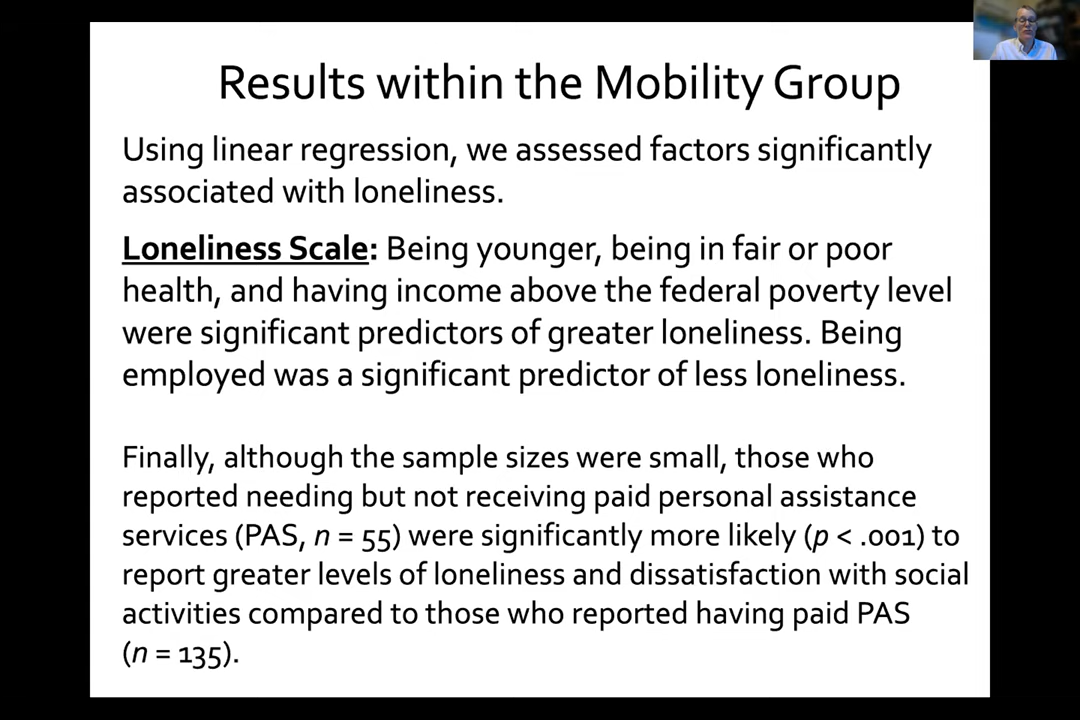 Results within the Mobility Group
Using linear regression, we assessed factors significantly
associated with loneliness.
Loneliness Scale: Being younger, being in fair or poor
health, and having income above the federal poverty level
were significant predictors of greater loneliness. Being
employed was a significant predictor of less loneliness.
Finally, although the sample sizes were small, those who
reported needing but not receiving paid personal assistance
services (PAS, n = 55) were significantly more likely (p < .001) to
report greater levels of loneliness and dissatisfaction with social
activities compared to those who reported having paid PAS
(n = 135).